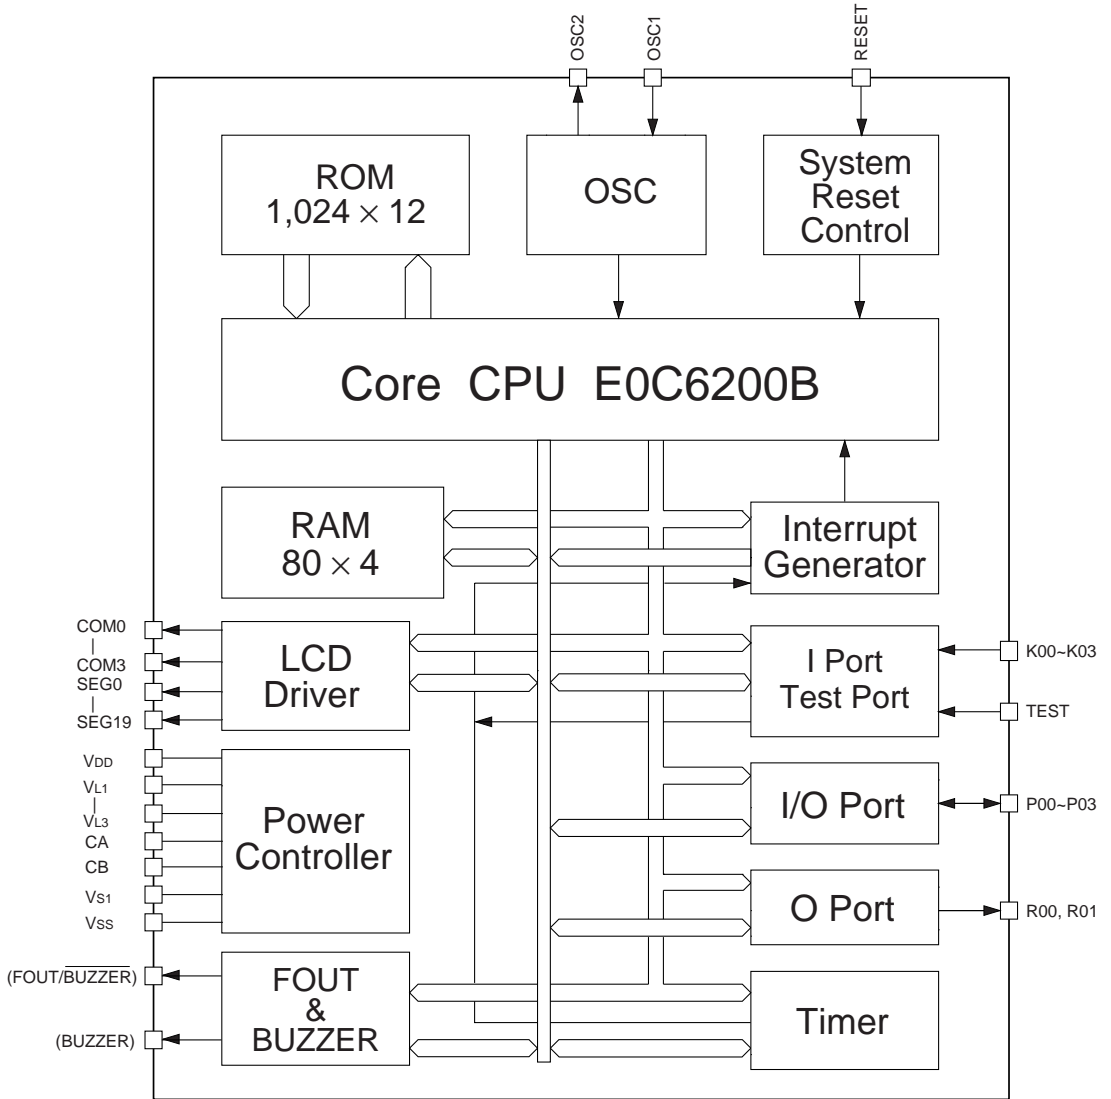 OSC2
OSC1
RESET
ROM
1,024 × 12
OSC
System
Reset
Control
Core CPU E0C6200B
RAM
80 × 4
Interrupt
Generator
COM0
|
COM3
SEG0
|
SEG19
LCD
Driver
I Port
Test Port
K00~K03
TEST
VDD
VL1
|
VL3
CA
CB
VS1
VSS
Power
Controller
I/O Port
P00~P03
O Port
R00, R01
(FOUT/BUZZER)
(BUZZER)
FOUT
&
BUZZER
Timer